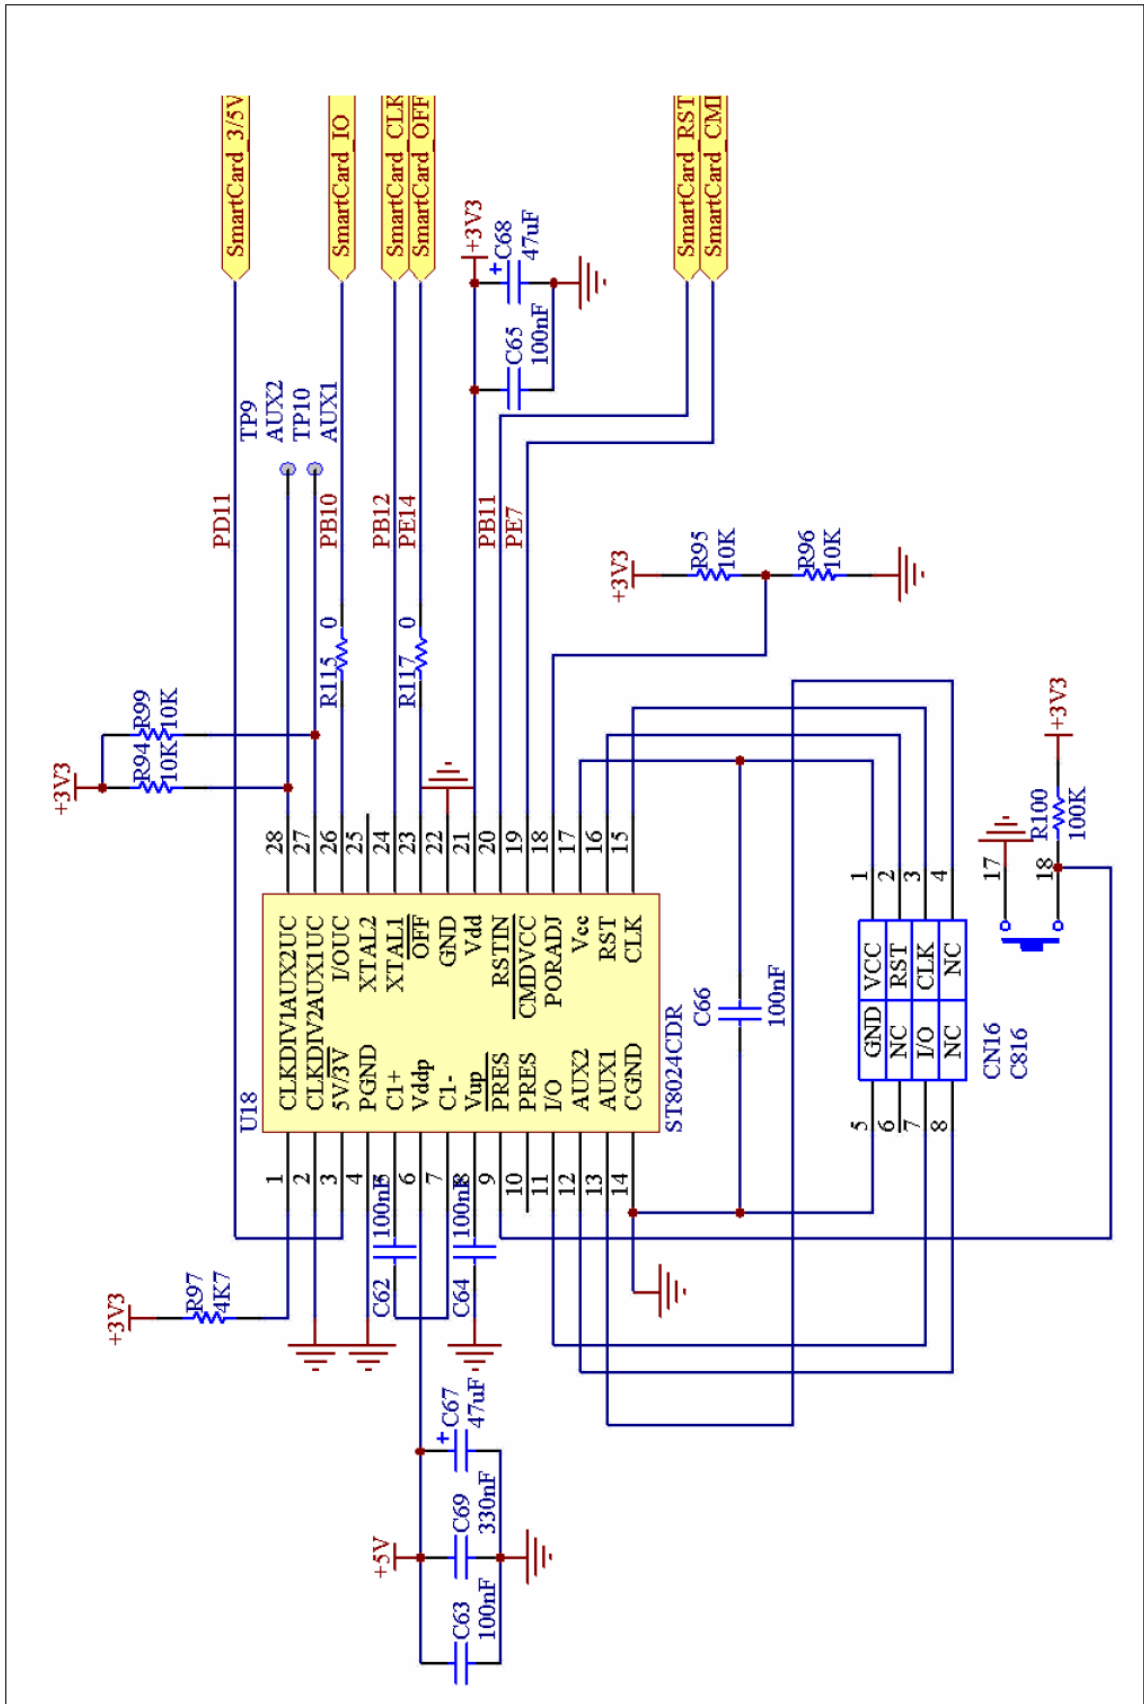 SmartCard_3/5V
SmartCard_IO
SmartCard_CLK
SmartCard_OFF
SmartCard_RST
SmartCard_CMD
+3V3
C68
47uF
C65
100nF
TP9
AUX2
TP10
AUX1
PD11
PB10
PB12
PE14
PB11
PE7
+3V3
R95
10K
R96
10K
R115
0
R117
0
+3V3
R99
10K
R94
10K
+3V3
R100
100K
28
27
26
25
24
23
22
21
20
19
18
17
16
15
U18
CLKDIV1
AUX2UC
CLKDIV2
AUX1UC
5V/3V
I/OUC
PGND
XTAL2
C1+
XTAL1
Vddp
OFF
C1-
GND
Vup
Vdd
PRES
RSTIN
PRES
CMDVCC
I/O
PORADJ
AUX2
Vcc
AUX1
RST
CGND
CLK
ST8024CDR
1
2
3
4
5
6
7
8
9
10
11
12
13
14
C66
100nF
1
2
3
4
17
18
GND
VCC
NC
RST
I/O
CLK
NC
NC
5
6
7
8
CN16
C816
+3V3
R97
4K7
C62
100nF
C64
100nF
C67
47uF
C69
330nF
C63
100nF
+5V